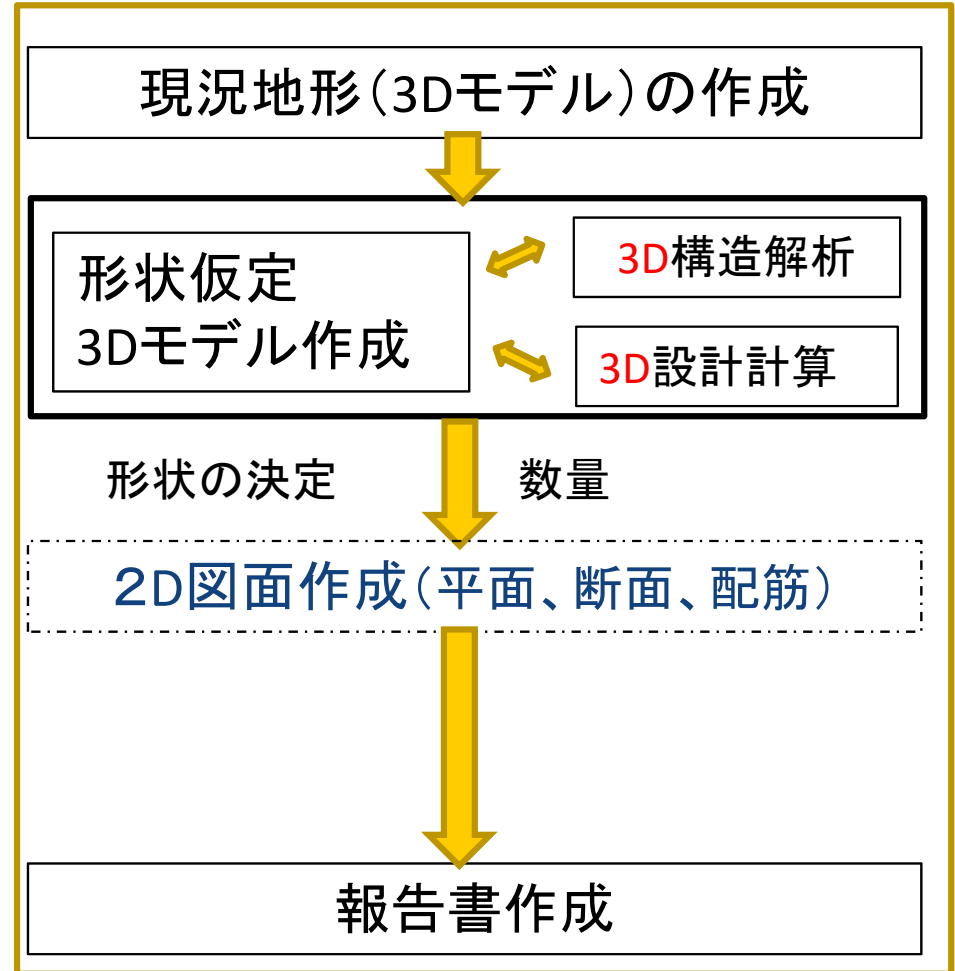 現況地形(3Dモデル)の作成
形状仮定
3Dモデル作成
3D構造解析
3D設計計算
形状の決定
数量
２D図面作成(平面、断面、配筋)
報告書作成